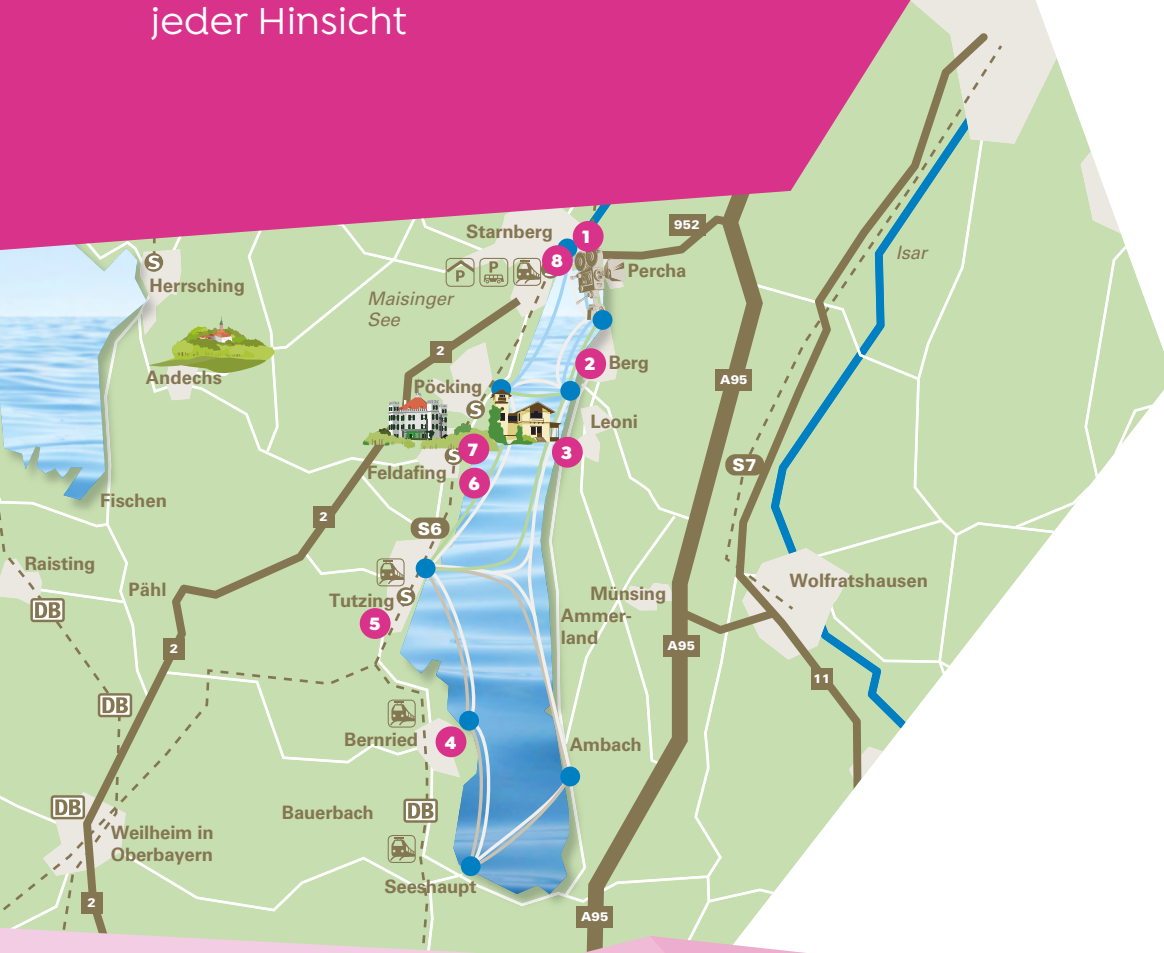 jeder Hinsicht
952
Starnberg
1
8
P
P
S
Percha
Isar
Herrsching
Maisinger
See
2
Andechs
2
Berg
A95
Pöcking
S
Leoni
7
3
S
S7
Feldafing
6
Fischen
2
S6
Raisting
Pähl
DB
Tutzing
S
5
Münsing
Ammer-
land
Wolfratshausen
2
A95
11
DB
Bernried
4
Ambach
DB
Bauerbach
DB
Weilheim in
Oberbayern
Seeshaupt
2
A95